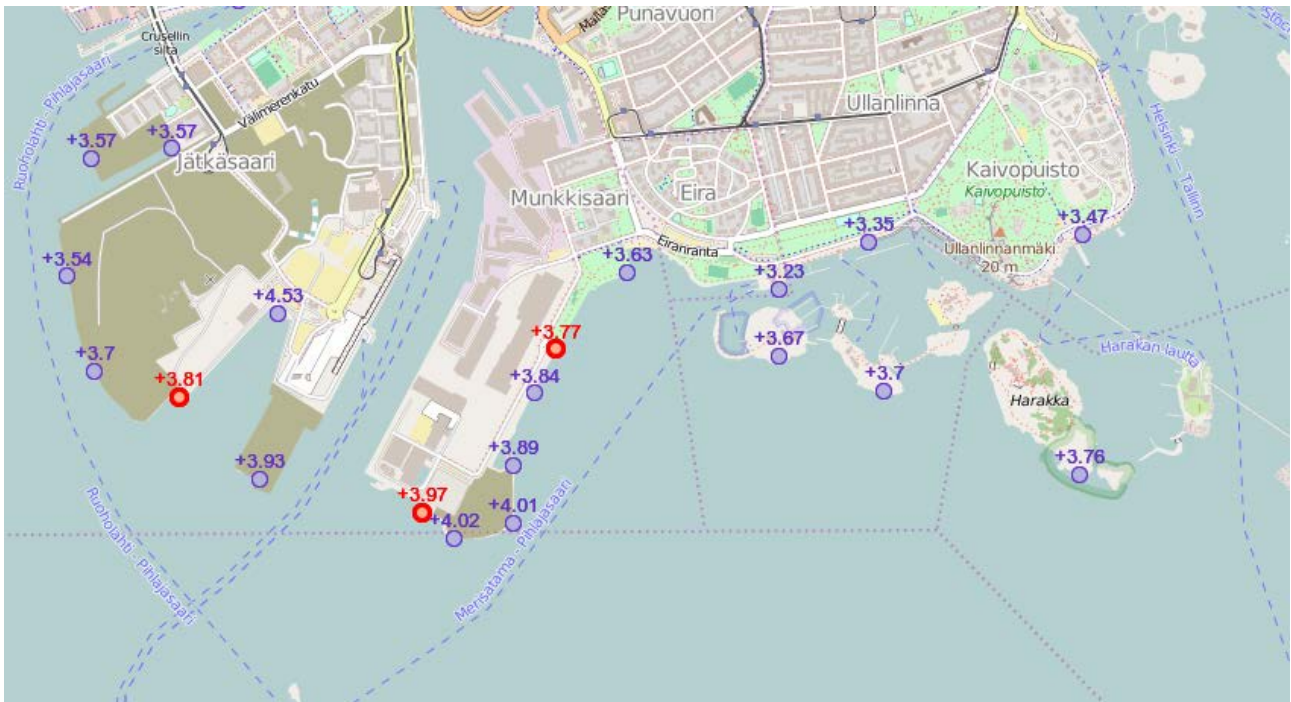 Punavuori
Crusellin
silta
Ruoholahti - Pihlajasaari
Välimerenkatu
+3.57
+3.57
Jätkäsaari
Ullanlinna
Kaivopuisto
Kaivopuisto
Helsinki — Tallinn
Munkkisaari
Eira
Eiranranta
+3.35
+3.47
Ullanlinnanmäki
20 m
+3.54
+3.63
+3.23
+4.53
+3.77
+3.67
Harakan lautta
+3.7
+3.81
+3.84
+3.7
Harakka
+3.93
+3.89
+3.76
+3.97
+4.01
+4.02
Ruoholahti - Pihlajasaari
Merisatama - Pihlajasaari